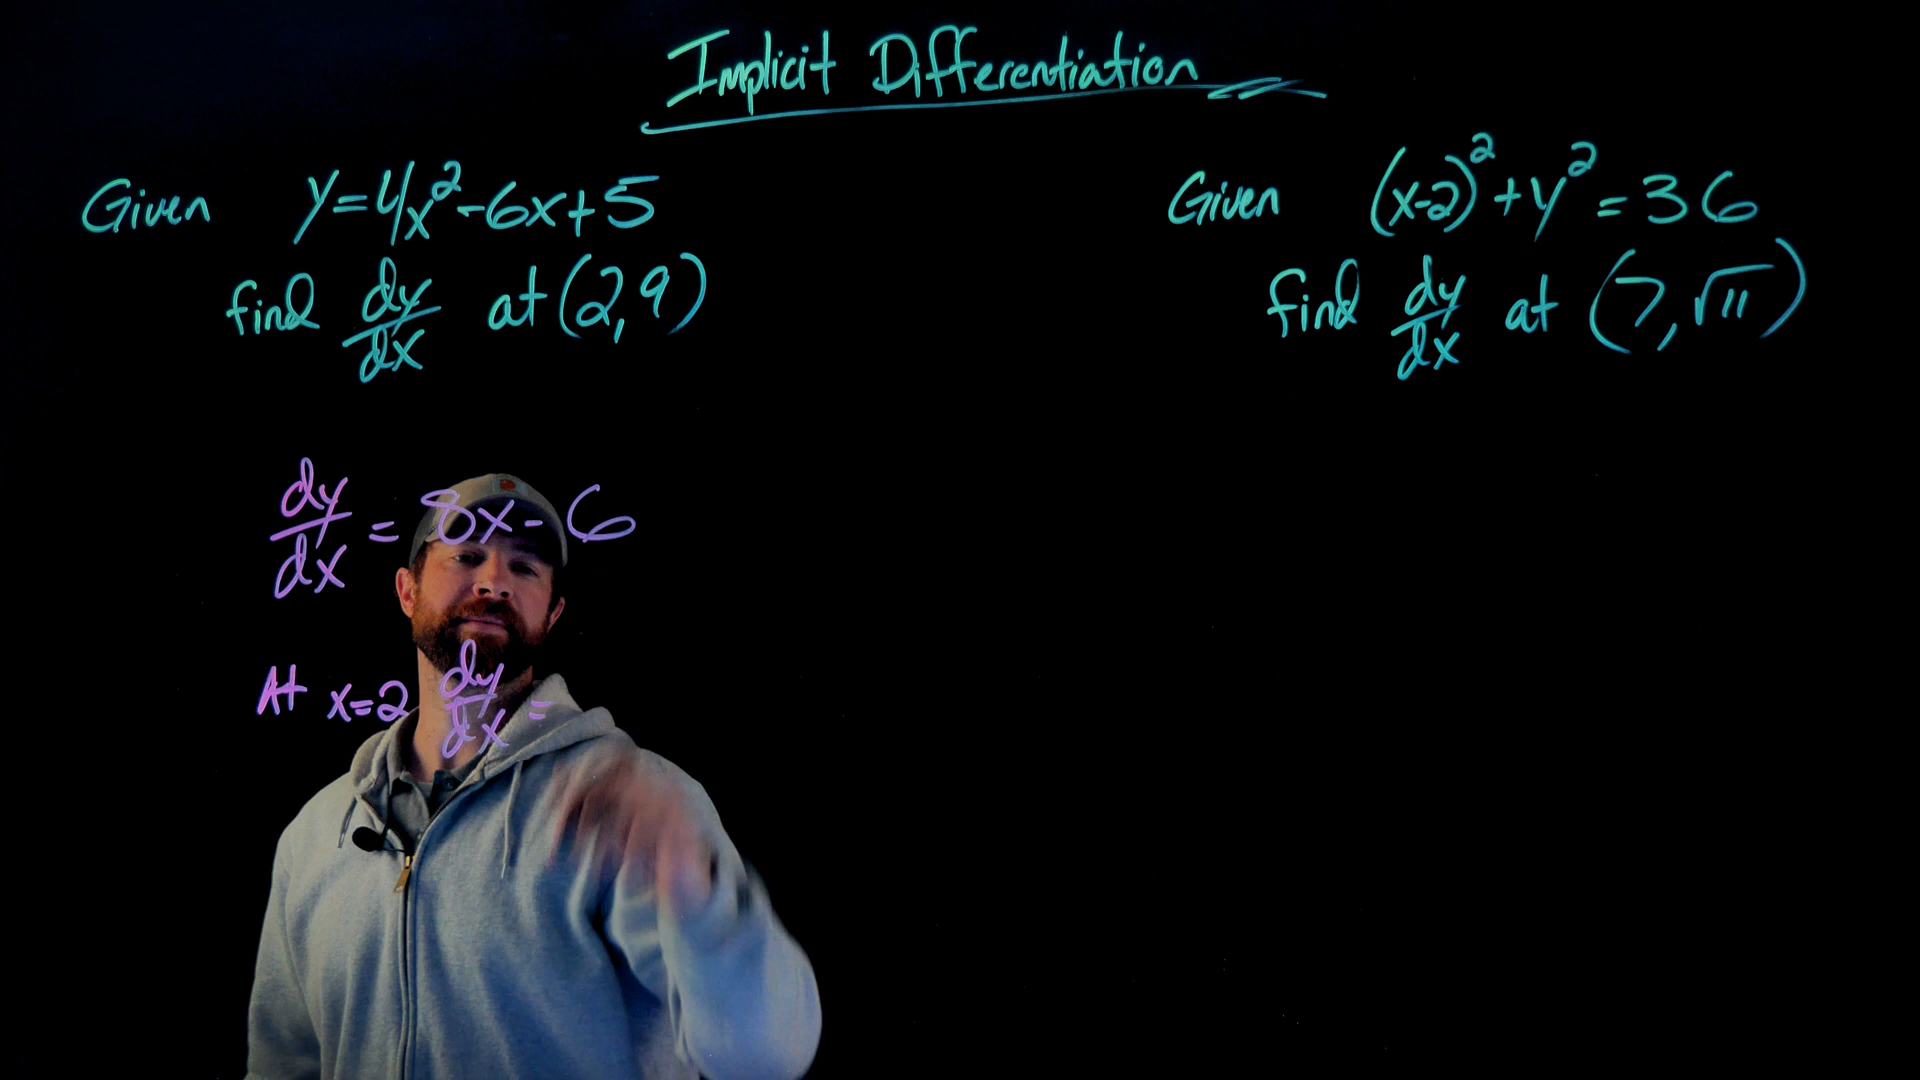 Implicit Differentiation
Given y=4x²-6x+5
find dy/dx at (2,9)
dy/dx = 8x-6
At x=2 dy/dx =
Given (x-2)²+y²=36
find dy/dx at (7,√11)